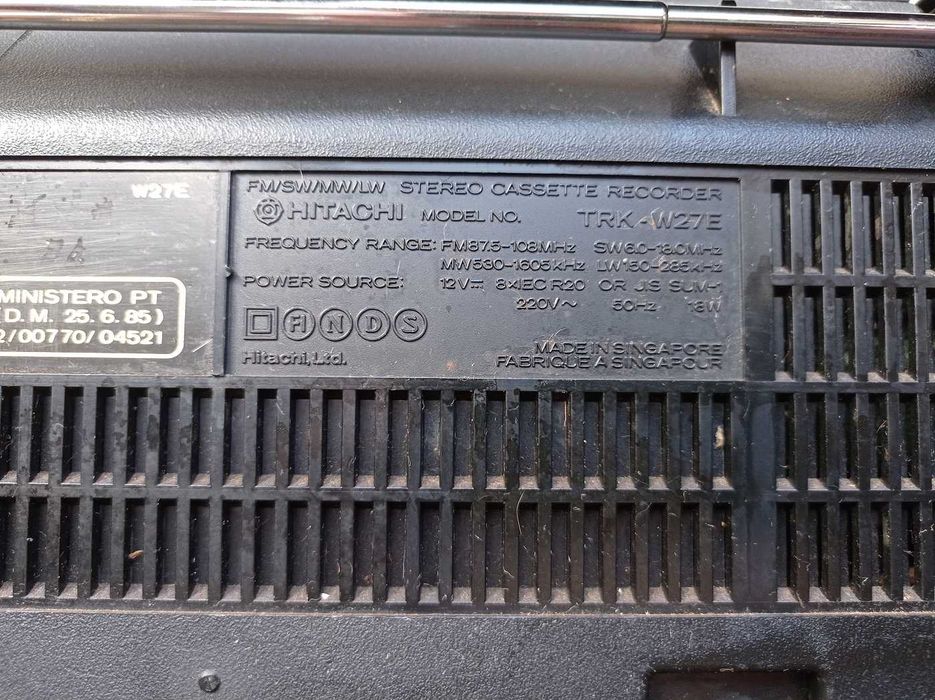 W27E
MINISTERO PT
(D.M. 25.6.85)
2/00770/04521
FM/SW/MW/LW STEREO CASSETTE RECORDER
HITACHI MODEL NO. TRK-W27E
FREQUENCY RANGE: FM87.5-108MHz SW6.0-18.0MHz
MW530-1605kHz LW150-285kHz
POWER SOURCE: 12V⎓ 8×IEC R20 OR JIS SUM-1
220V~ 50Hz 18W
FI N D S
Hitachi, Ltd.
MADE IN SINGAPORE
FABRIQUE A SINGAPOUR